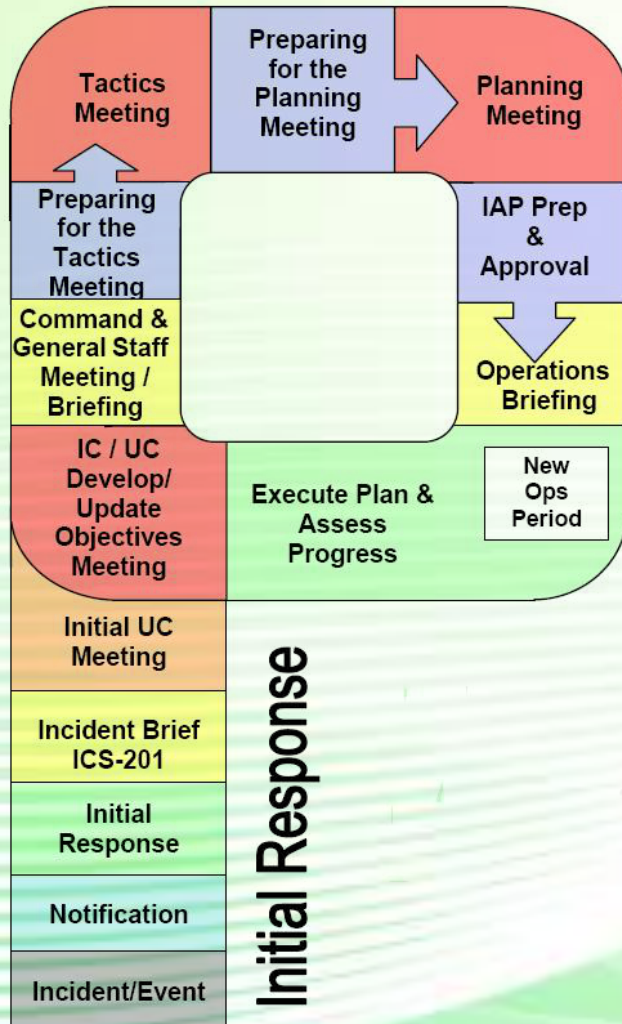 Tactics
Meeting
Preparing
for the
Planning
Meeting
Planning
Meeting
Preparing
for the
Tactics
Meeting
IAP Prep
&
Approval
Command &
General Staff
Meeting /
Briefing
Operations
Briefing
IC / UC
Develop/
Update
Objectives
Meeting
Execute Plan &
Assess
Progress
New
Ops
Period
Initial UC
Meeting
Incident Brief
ICS-201
Initial
Response
Notification
Incident/Event
Initial Response